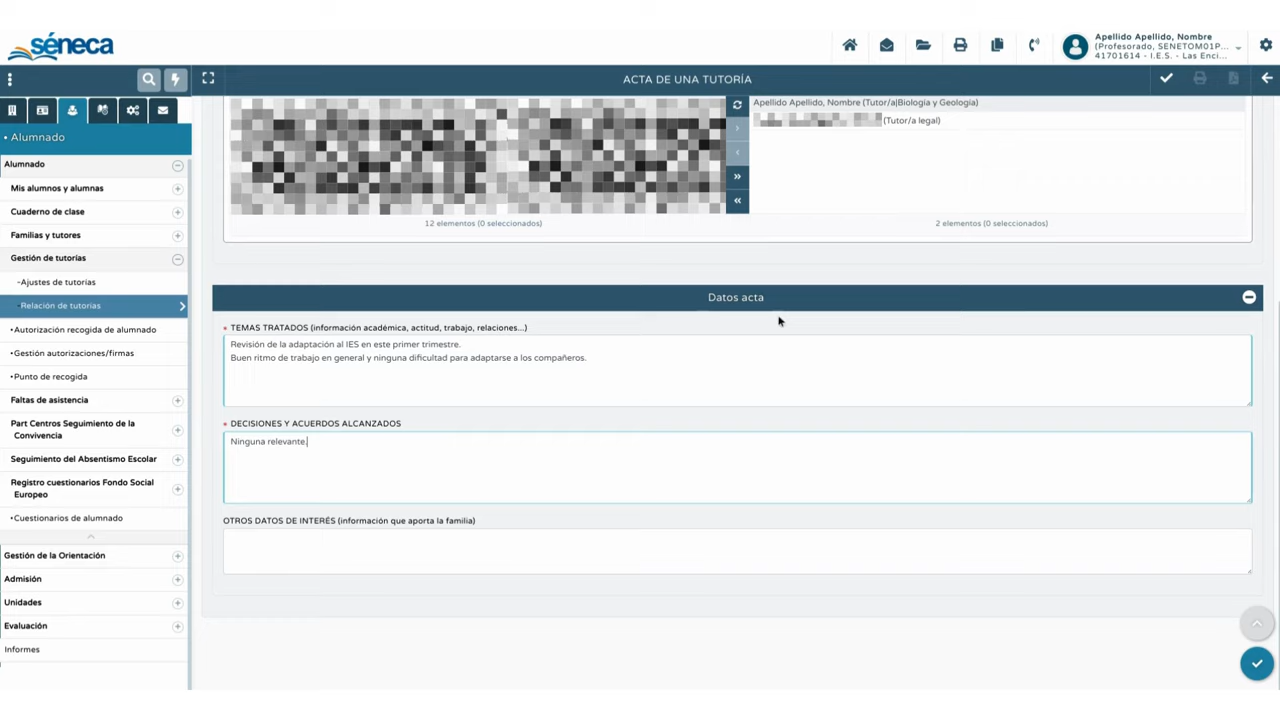 séneca
Apellido Apellido, Nombre
(Profesorado, SENETOM01P...
41701614 - I.E.S. - Las Enci...
ACTA DE UNA TUTORÍA
• Alumnado
Alumnado
Mis alumnos y alumnas
Cuaderno de clase
Familias y tutores
Gestión de tutorías
-Ajustes de tutorías
-Relación de tutorías
•Autorización recogida de alumnado
•Gestión autorizaciones/firmas
•Punto de recogida
Faltas de asistencia
Part Centros Seguimiento de la
Convivencia
Seguimiento del Absentismo Escolar
Registro cuestionarios Fondo Social
Europeo
•Cuestionarios de alumnado
Gestión de la Orientación
Admisión
Unidades
Evaluación
Informes
Apellido Apellido, Nombre (Tutor/a|Biología y Geología)
(Tutor/a legal)
12 elementos (0 seleccionados)
2 elementos (0 seleccionados)
Datos acta
• TEMAS TRATADOS (información académica, actitud, trabajo, relaciones...)
Revisión de la adaptación al IES en este primer trimestre.
Buen ritmo de trabajo en general y ninguna dificultad para adaptarse a los compañeros.
• DECISIONES Y ACUERDOS ALCANZADOS
Ninguna relevante.
OTROS DATOS DE INTERÉS (información que aporta la familia)